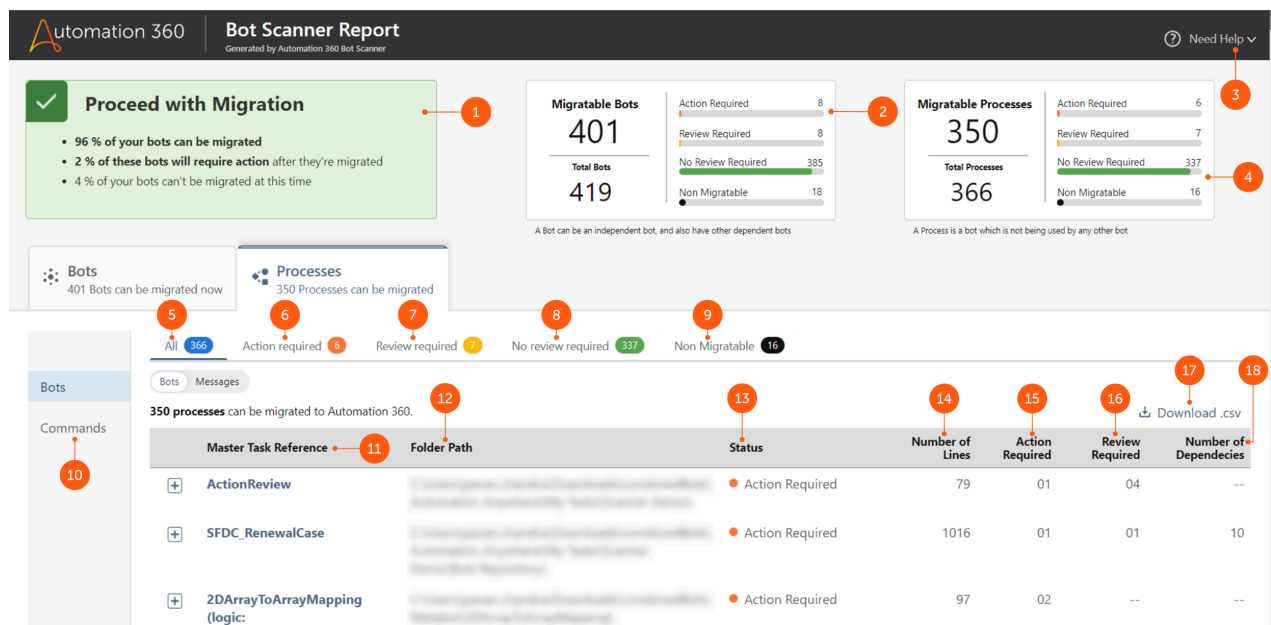 Automation 360
Bot Scanner Report
Generated by Automation 360 Bot Scanner
Need Help
3
Proceed with Migration
96 % of your bots can be migrated
2 % of these bots will require action after they're migrated
4 % of your bots can't be migrated at this time
1
Migratable Bots
401
Total Bots
419
Action Required 8
Review Required 8
No Review Required 385
Non Migratable 18
2
A Bot can be an independent bot, and also have other dependent bots
Migratable Processes
350
Total Processes
366
Action Required 6
Review Required 7
No Review Required 337
Non Migratable 16
4
A Process is a bot which is not being used by any other bot
Bots
401 Bots can be migrated now
Processes
350 Processes can be migrated
5 6 7 8 9
All 366 Action required 6 Review required 7 No review required 337 Non Migratable 16
Bots
Commands
10
Bots Messages
350 processes can be migrated to Automation 360.
12 13 14 15 16 17 18
Download .csv
Master Task Reference 11 Folder Path Status Number of Lines Action Required Review Required Number of Dependecies
ActionReview Action Required 79 01 04 --
SFDC_RenewalCase Action Required 1016 01 01 10
2DArrayToArrayMapping Action Required 97 02 -- --
(logic: